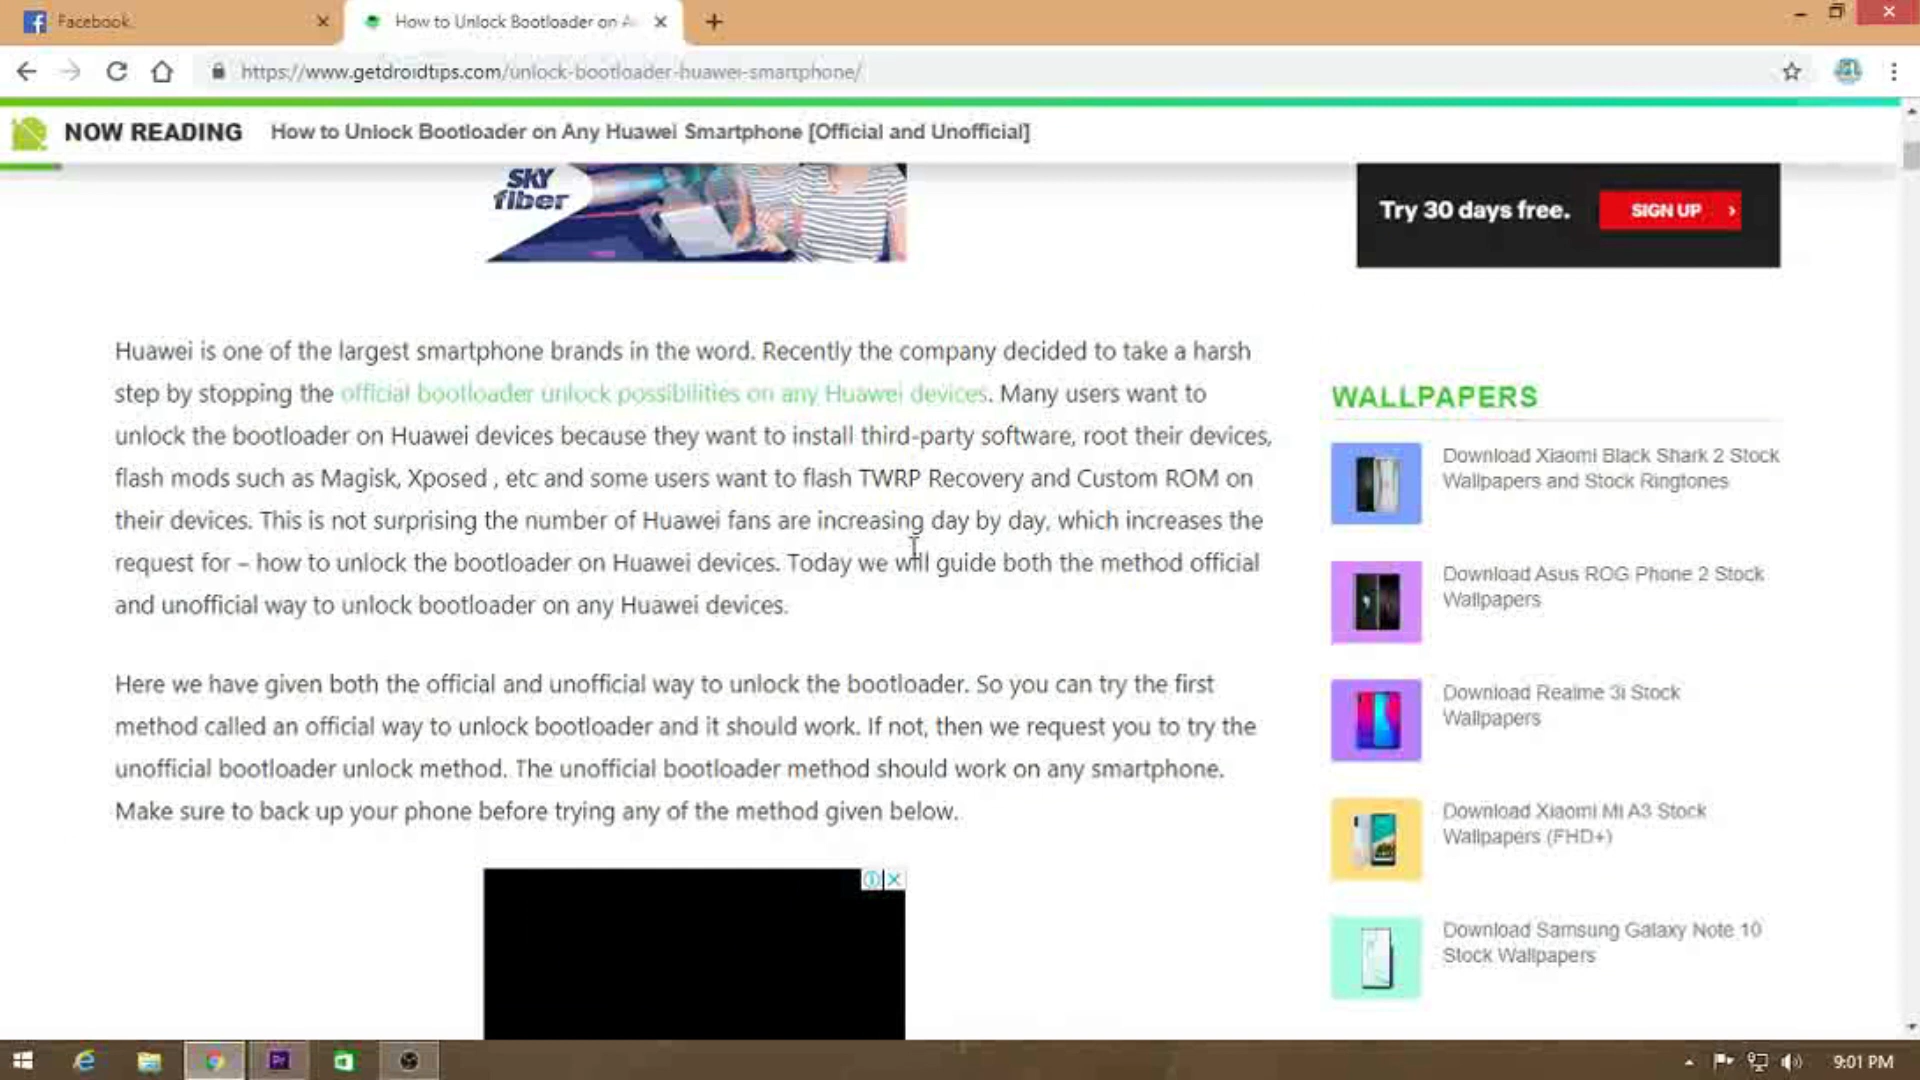 Facebook
How to Unlock Bootloader on A
https://www.getdroidtips.com/unlock-bootloader-huawei-smartphone/
NOW READING
How to Unlock Bootloader on Any Huawei Smartphone [Official and Unofficial]
SKY
fiber
Try 30 days free.
SIGN UP
Huawei is one of the largest smartphone brands in the word. Recently the company decided to take a harsh
step by stopping the official bootloader unlock possibilities on any Huawei devices. Many users want to
unlock the bootloader on Huawei devices because they want to install third-party software, root their devices,
flash mods such as Magisk, Xposed , etc and some users want to flash TWRP Recovery and Custom ROM on
their devices. This is not surprising the number of Huawei fans are increasing day by day, which increases the
request for – how to unlock the bootloader on Huawei devices. Today we will guide both the method official
and unofficial way to unlock bootloader on any Huawei devices.
Here we have given both the official and unofficial way to unlock the bootloader. So you can try the first
method called an official way to unlock bootloader and it should work. If not, then we request you to try the
unofficial bootloader unlock method. The unofficial bootloader method should work on any smartphone.
Make sure to back up your phone before trying any of the method given below.
WALLPAPERS
Download Xiaomi Black Shark 2 Stock
Wallpapers and Stock Ringtones
Download Asus ROG Phone 2 Stock
Wallpapers
Download Realme 3i Stock
Wallpapers
Download Xiaomi Mi A3 Stock
Wallpapers (FHD+)
Download Samsung Galaxy Note 10
Stock Wallpapers
Pr
9:01 PM